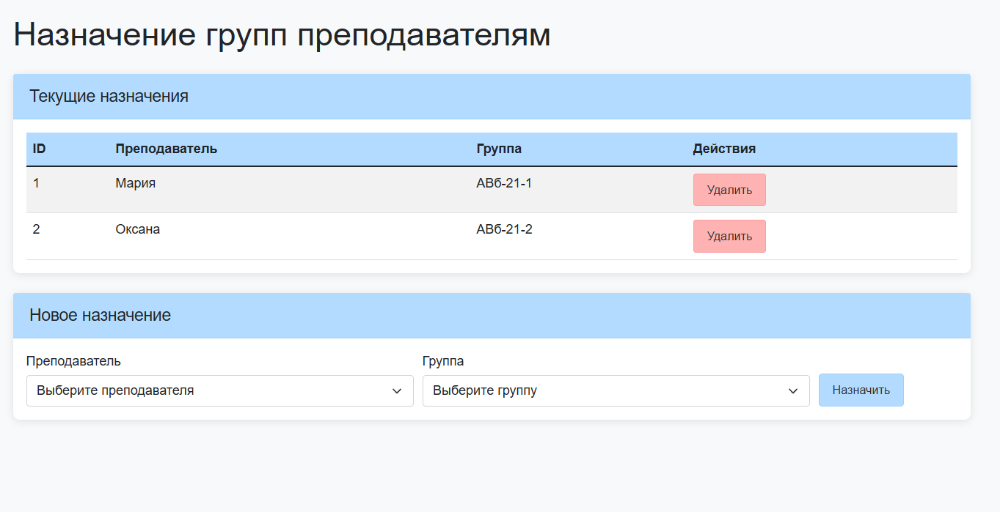 Назначение групп преподавателям
Текущие назначения
ID Преподаватель Группа Действия
1 Мария АВб-21-1 Удалить
2 Оксана АВб-21-2 Удалить
Новое назначение
Преподаватель Группа
Выберите преподавателя Выберите группу Назначить